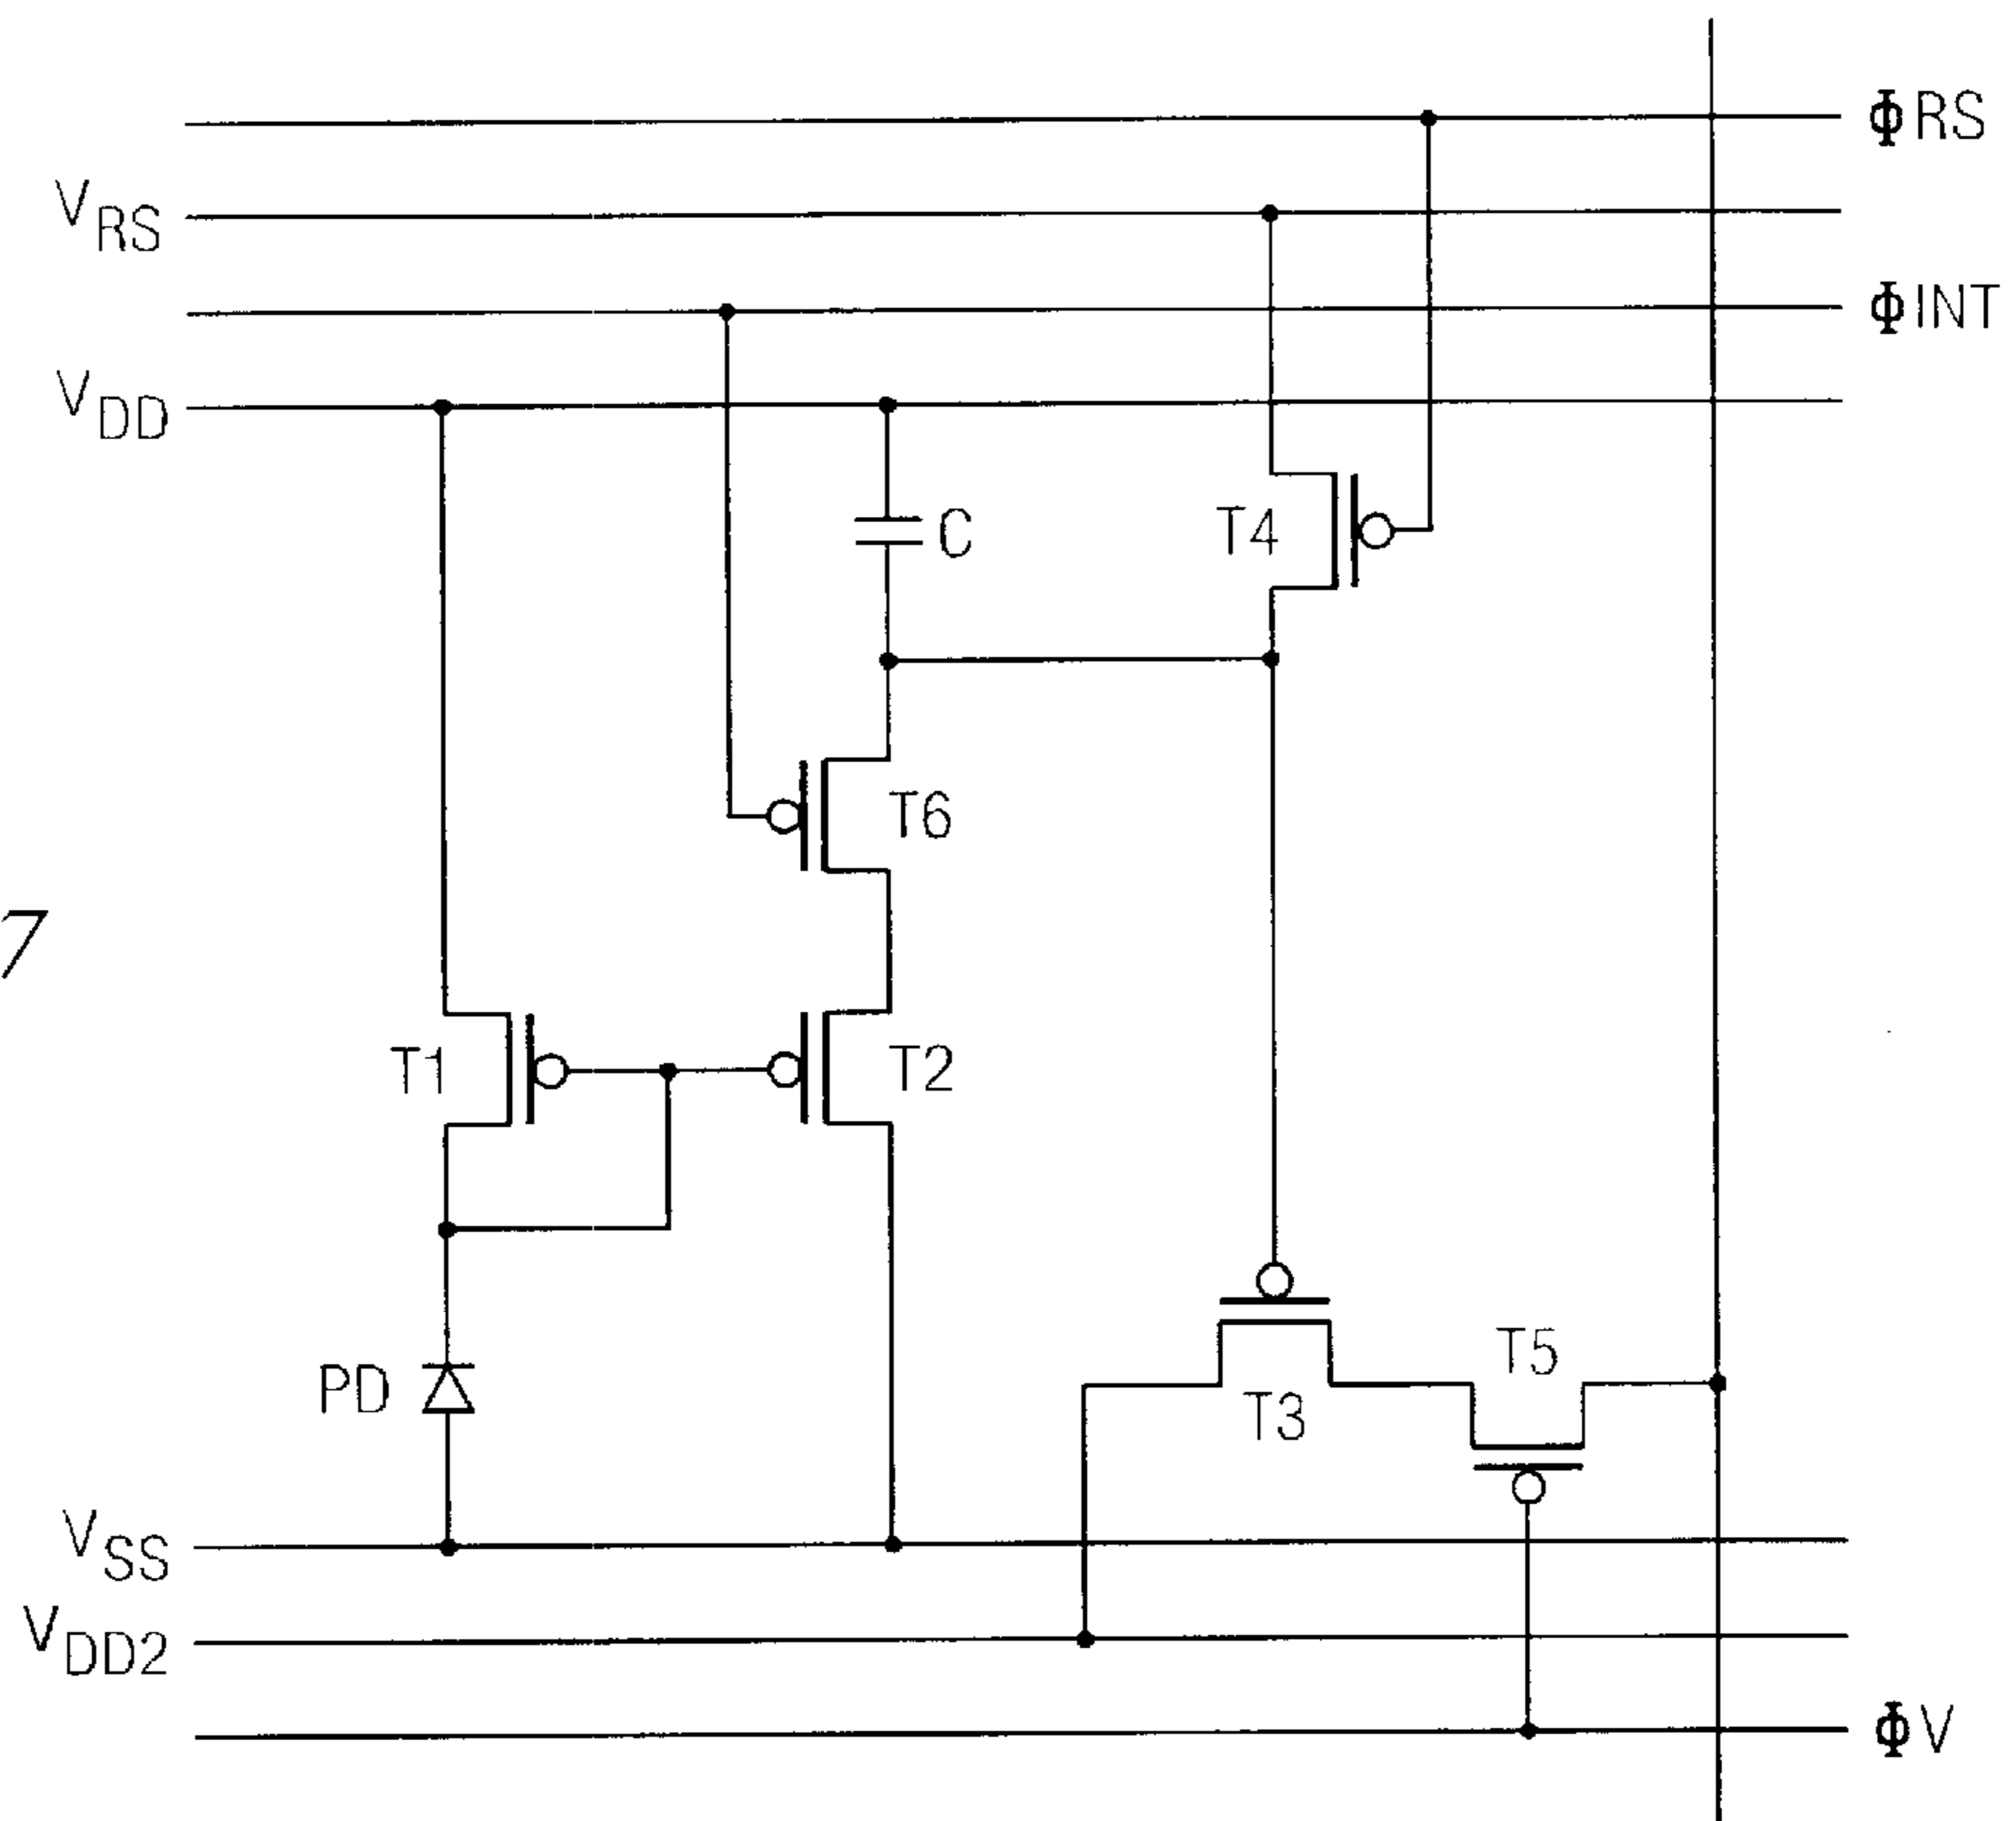 ΦRS
V_RS
ΦINT
V_DD
C
T4
T6
7
T1
T2
T5
PD
T3
V_SS
V_DD2
ΦV